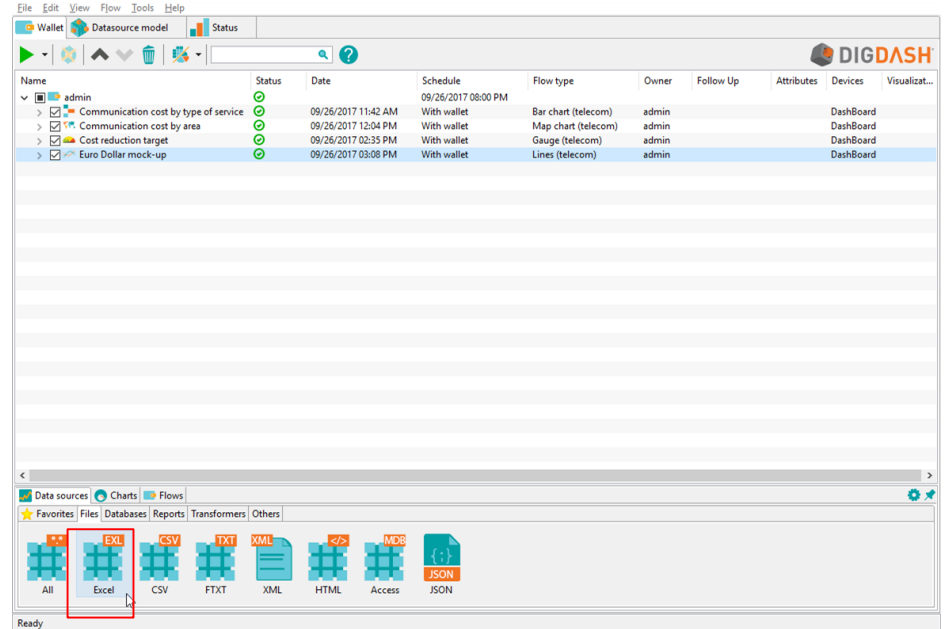 File Edit View Flow Tools Help
Wallet Datasource model Status
DIGDASH
Name Status Date Schedule Flow type Owner Follow Up Attributes Devices Visualizat...
admin 09/26/2017 08:00 PM
Communication cost by type of service 09/26/2017 11:42 AM With wallet Bar chart (telecom) admin DashBoard
Communication cost by area 09/26/2017 12:04 PM With wallet Map chart (telecom) admin DashBoard
Cost reduction target 09/26/2017 02:35 PM With wallet Gauge (telecom) admin DashBoard
Euro Dollar mock-up 09/26/2017 03:08 PM With wallet Lines (telecom) admin DashBoard
Data sources Charts Flows
Favorites Files Databases Reports Transformers Others
*.* EXL CSV TXT XML </> MDB {:}
JSON
All Excel CSV FTXT XML HTML Access JSON
Ready